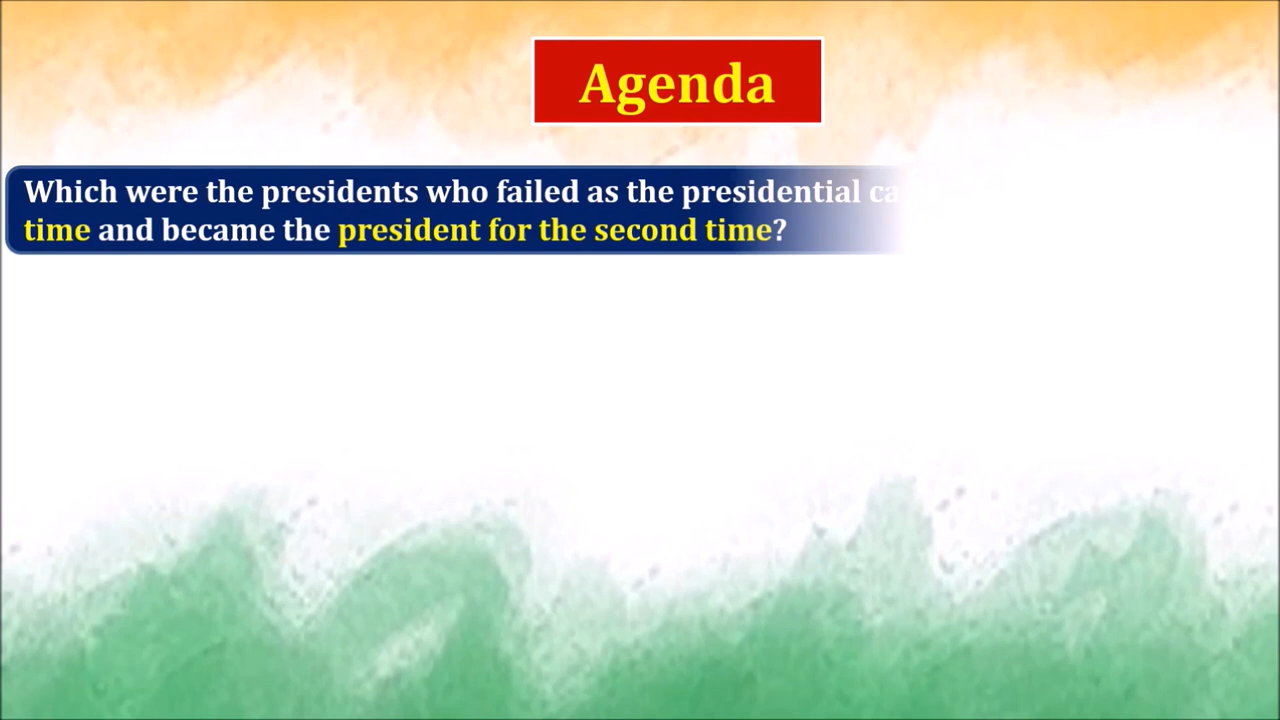 Agenda
Which were the presidents who failed as the presidential
time and became the president for the second time?